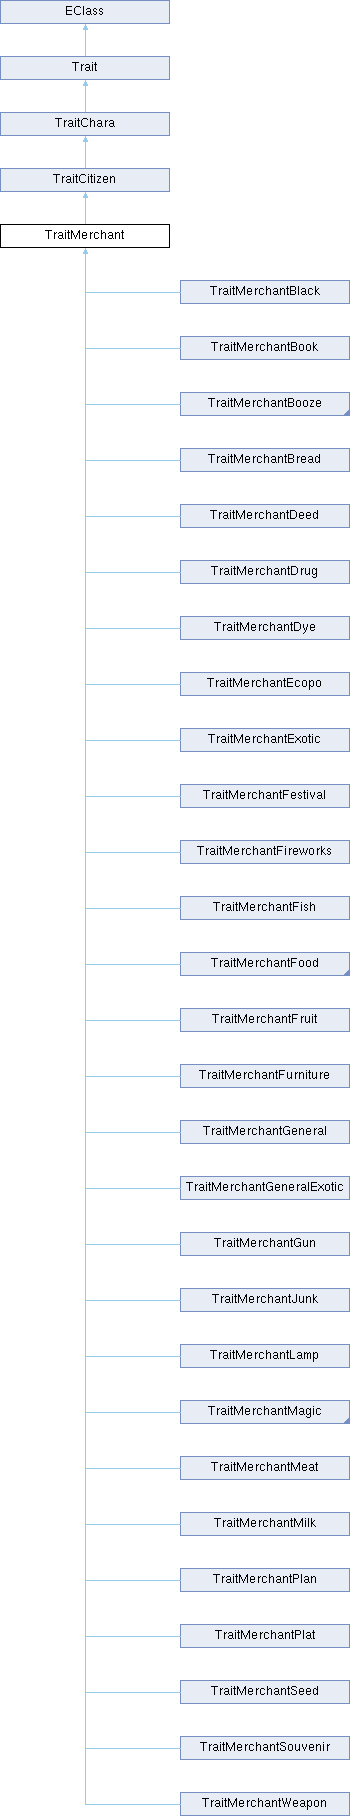 EClass
Trait
TraitChara
TraitCitizen
TraitMerchant
TraitMerchantBlack
TraitMerchantBook
TraitMerchantBooze
TraitMerchantBread
TraitMerchantDeed
TraitMerchantDrug
TraitMerchantDye
TraitMerchantEcopo
TraitMerchantExotic
TraitMerchantFestival
TraitMerchantFireworks
TraitMerchantFish
TraitMerchantFood
TraitMerchantFruit
TraitMerchantFurniture
TraitMerchantGeneral
TraitMerchantGeneralExotic
TraitMerchantGun
TraitMerchantJunk
TraitMerchantLamp
TraitMerchantMagic
TraitMerchantMeat
TraitMerchantMilk
TraitMerchantPlan
TraitMerchantPlat
TraitMerchantSeed
TraitMerchantSouvenir
TraitMerchantWeapon